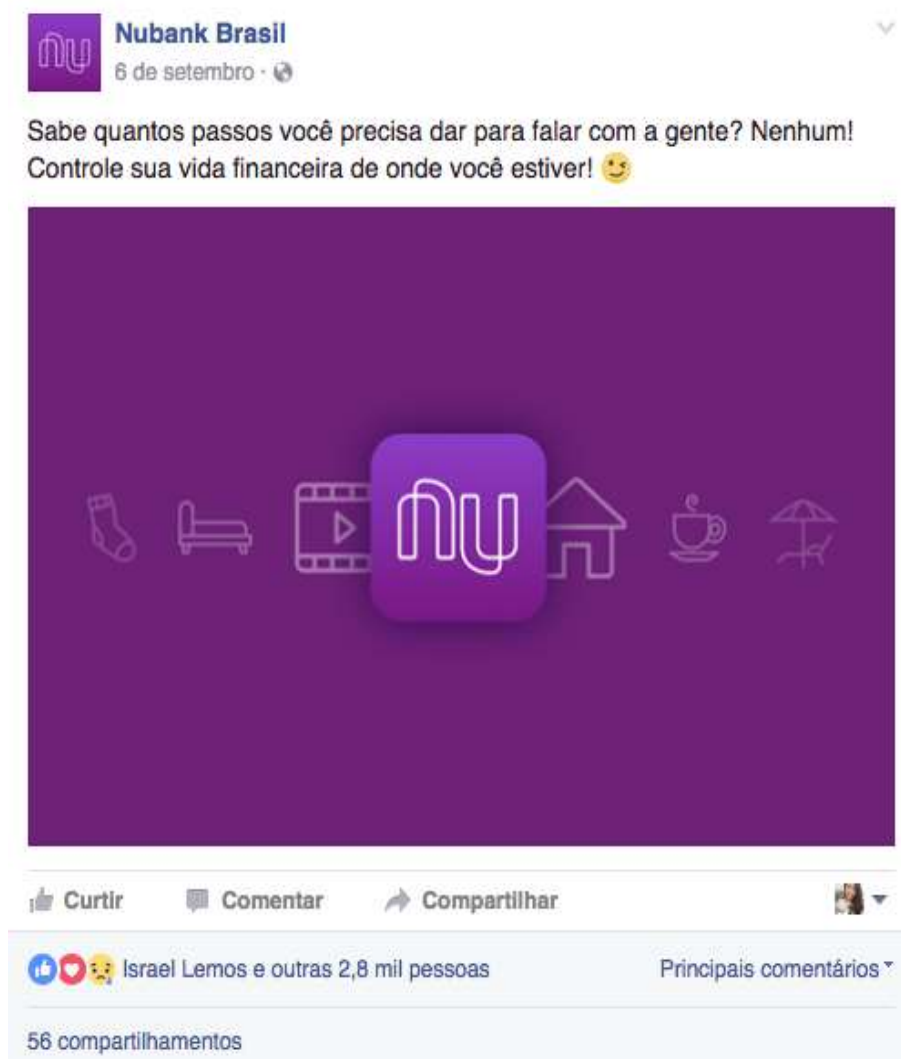 nu
Nubank Brasil
6 de setembro ·
Sabe quantos passos você precisa dar para falar com a gente? Nenhum!
Controle sua vida financeira de onde você estiver! 😉
nu
Curtir Comentar Compartilhar
Israel Lemos e outras 2,8 mil pessoas Principais comentários
56 compartilhamentos